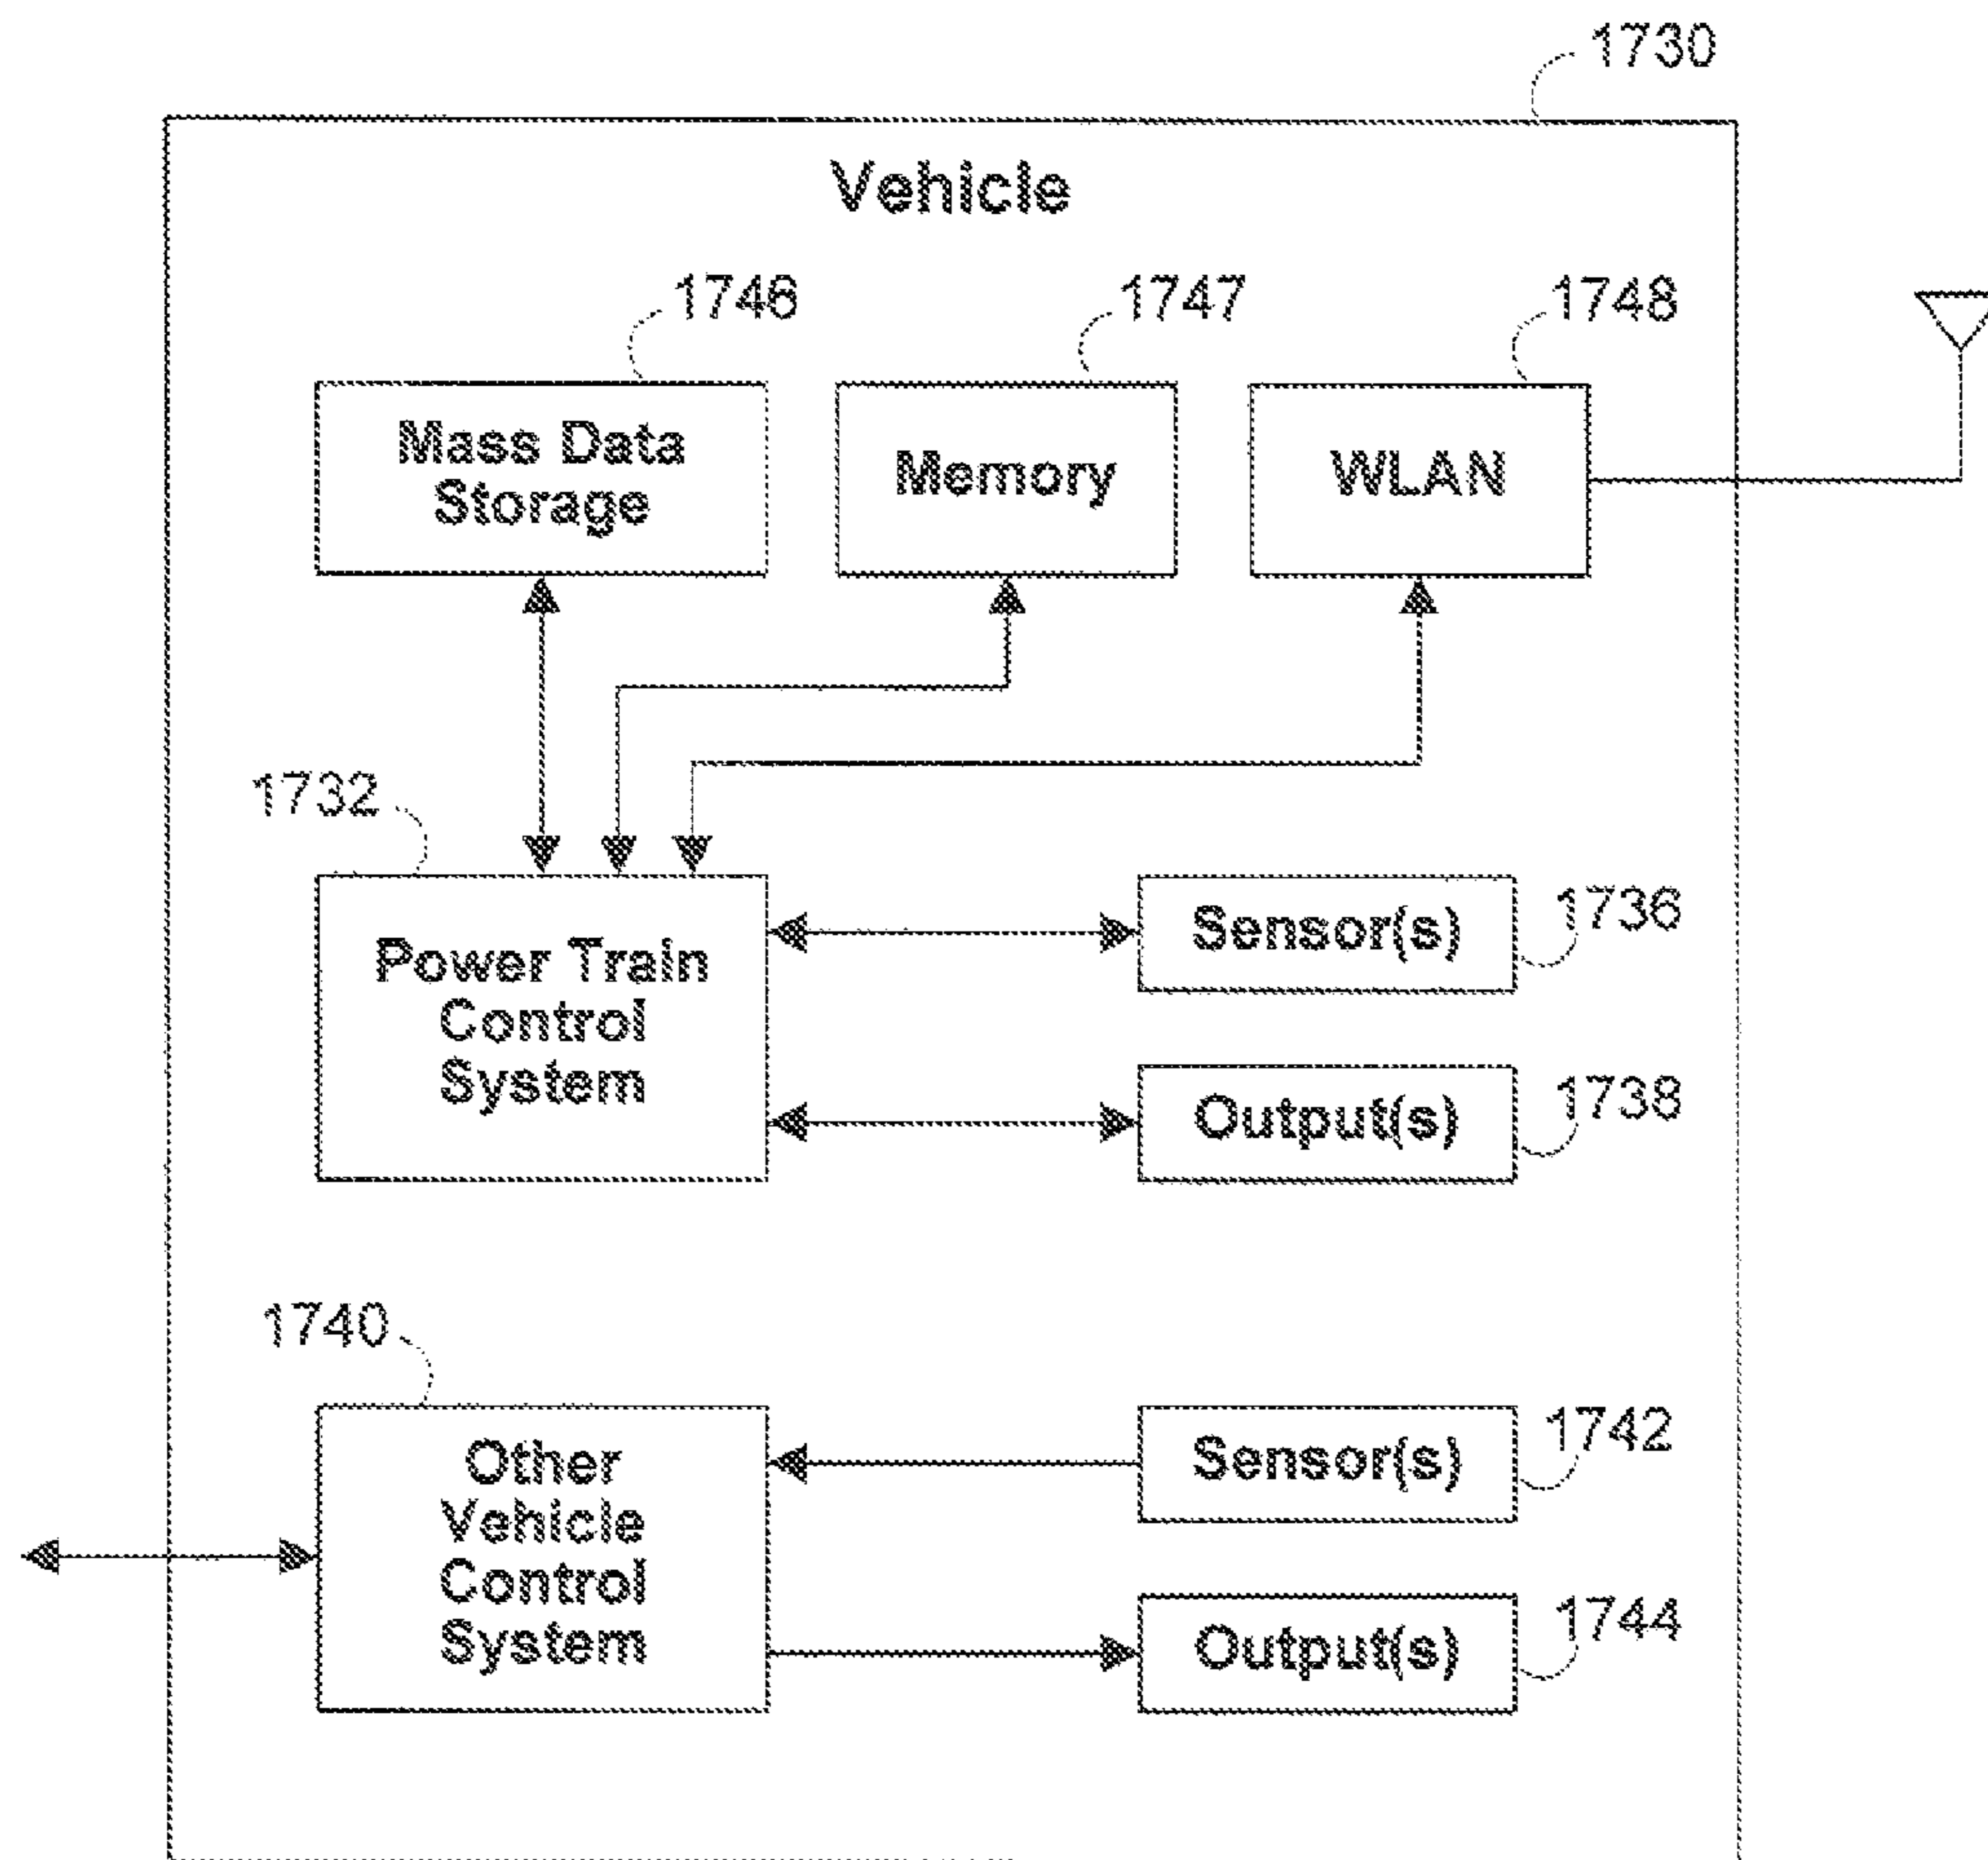 1730
Vehicle
1746
1747
1748
Mass Data
Storage
Memory
WLAN
1732
Power Train
Control
System
Sensor(s)
1736
Output(s)
1738
1740
Other
Vehicle
Control
System
Sensor(s)
1742
Output(s)
1744